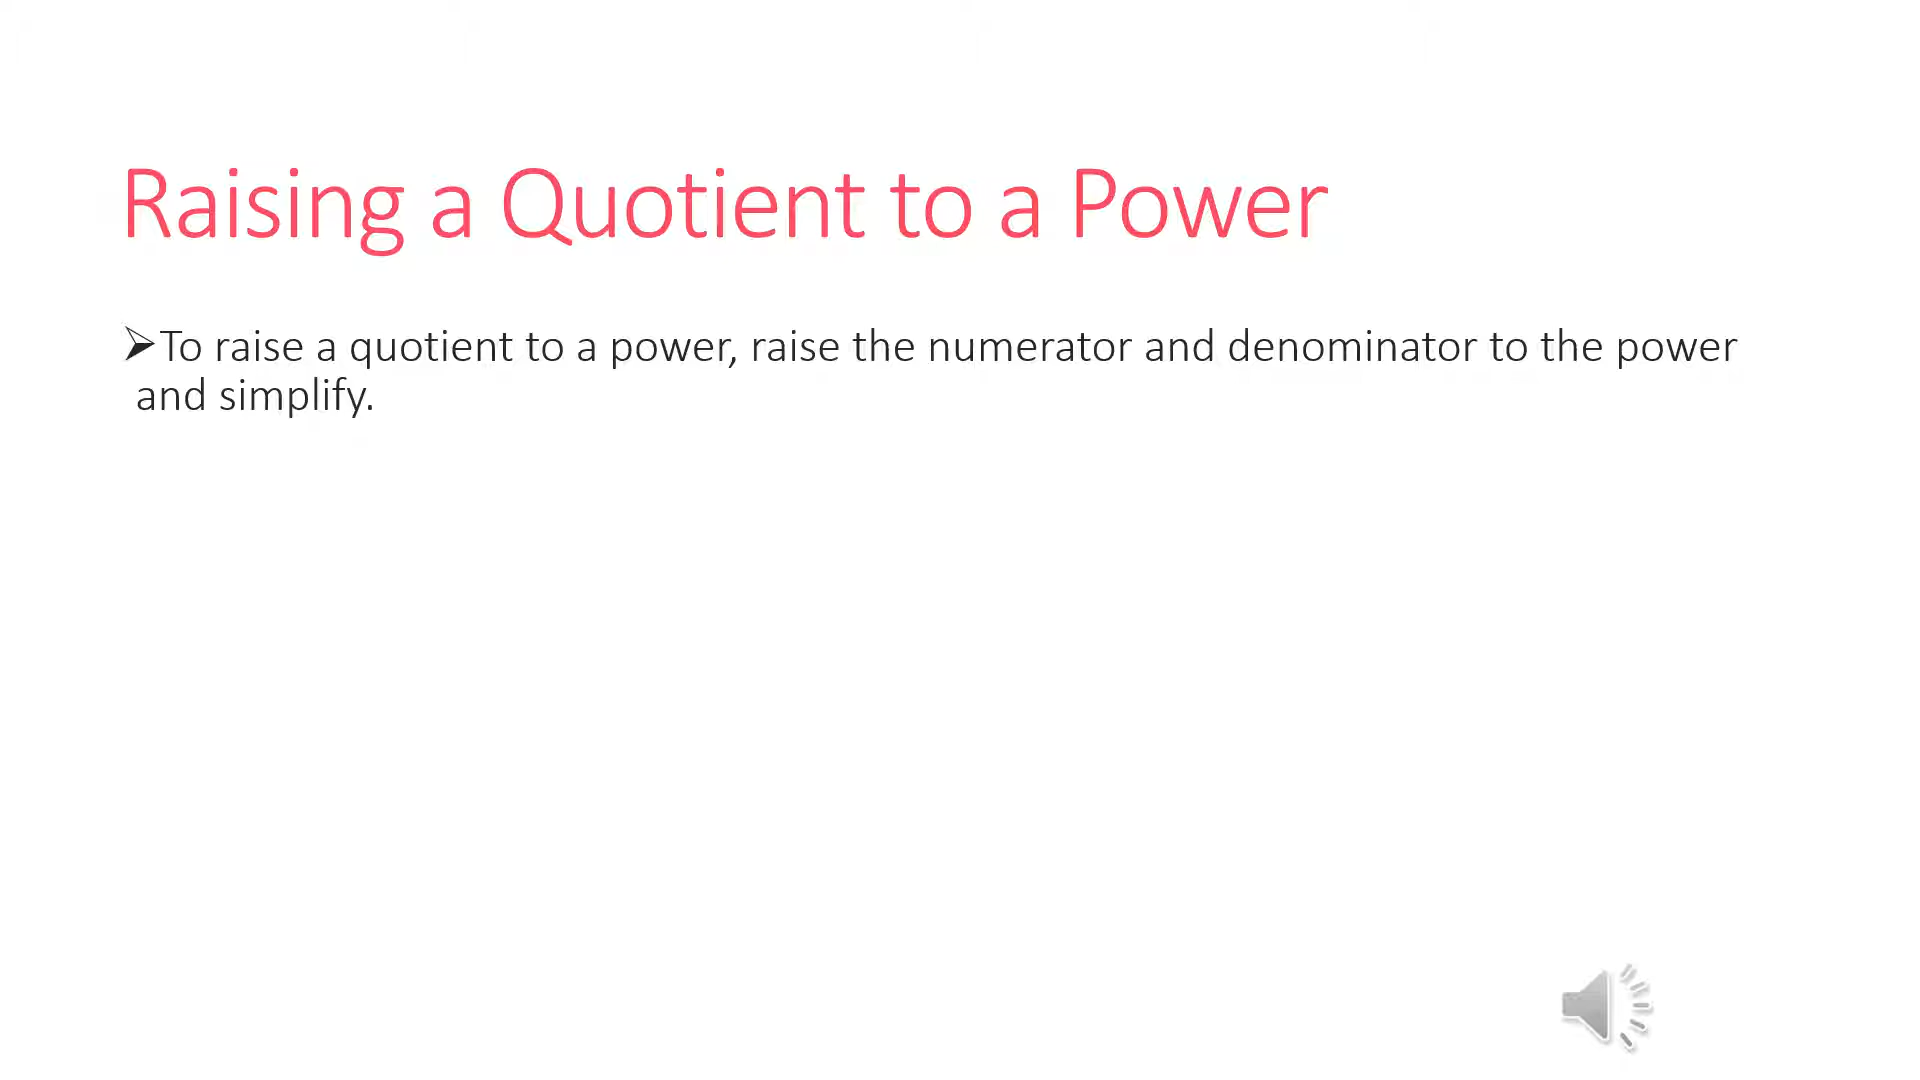 Raising a Quotient to a Power
➢To raise a quotient to a power, raise the numerator and denominator to the power
and simplify.